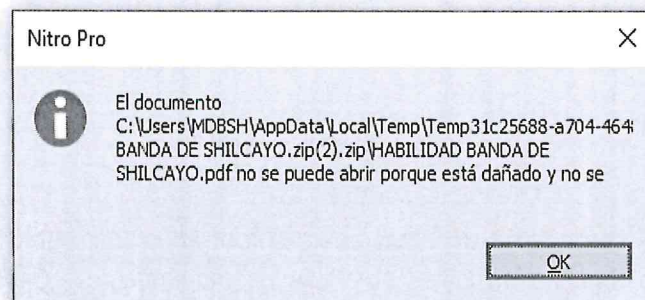 Nitro Pro
El documento
C:\Users\MDBSH\AppData\Local\Temp\Temp31c25688-a704-464
BANDA DE SHILCAYO.zip(2).zip\HABILIDAD BANDA DE
SHILCAYO.pdf no se puede abrir porque está dañado y no se
OK